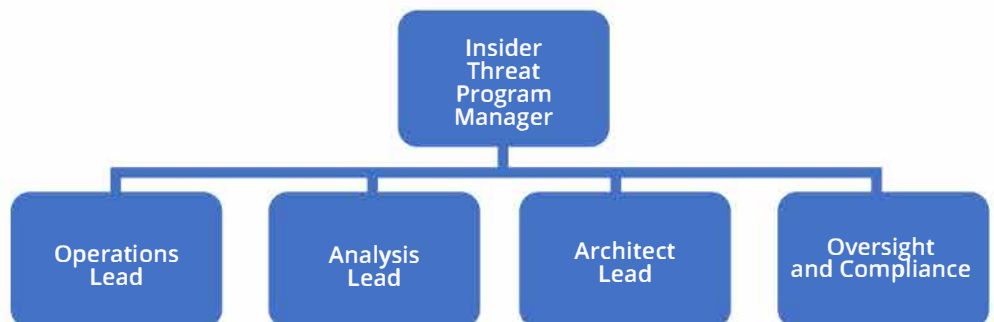 Insider
Threat
Program
Manager
Operations
Lead
Analysis
Lead
Architect
Lead
Oversight
and Compliance